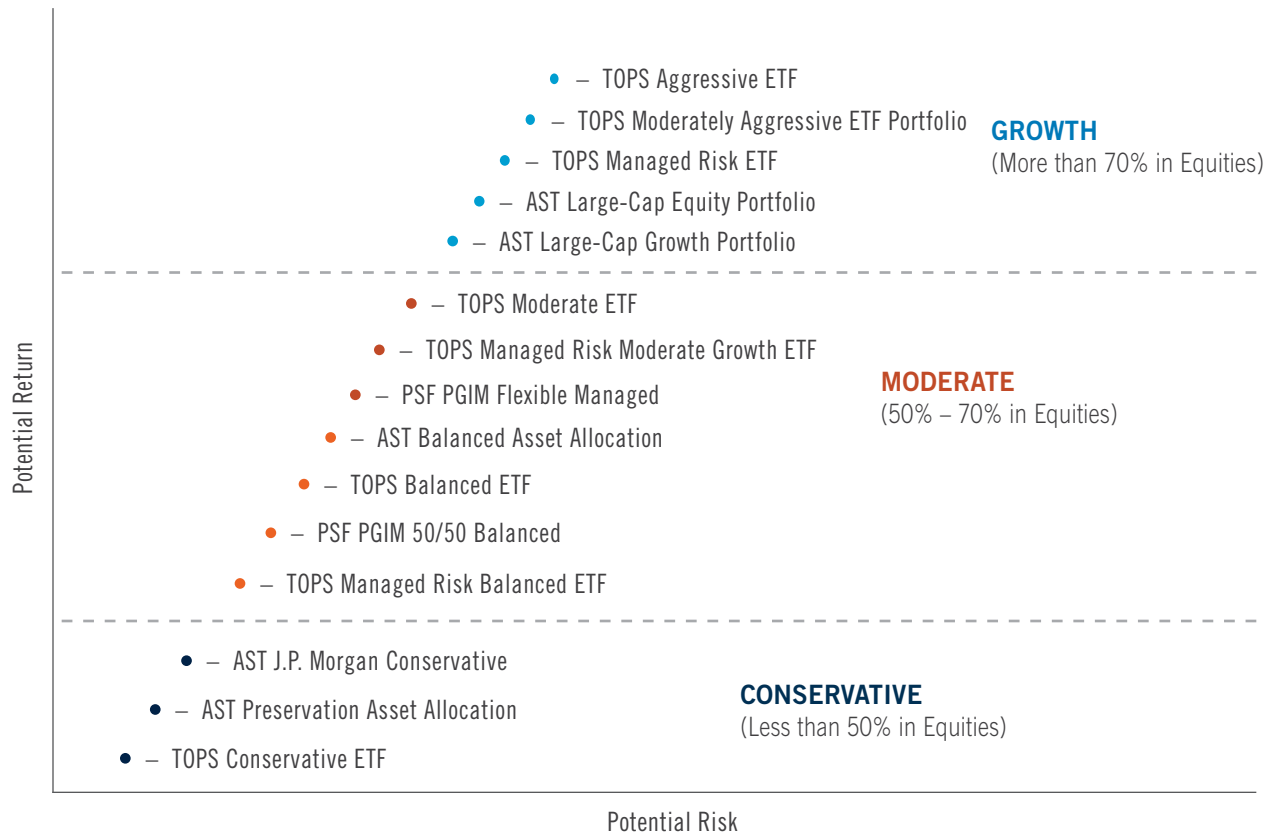 – TOPS Aggressive ETF
– TOPS Moderately Aggressive ETF Portfolio
GROWTH
(More than 70% in Equities)
– TOPS Managed Risk ETF
– AST Large-Cap Equity Portfolio
– AST Large-Cap Growth Portfolio
– TOPS Moderate ETF
– TOPS Managed Risk Moderate Growth ETF
– PSF PGIM Flexible Managed
MODERATE
(50% – 70% in Equities)
– AST Balanced Asset Allocation
– TOPS Balanced ETF
– PSF PGIM 50/50 Balanced
– TOPS Managed Risk Balanced ETF
– AST J.P. Morgan Conservative
– AST Preservation Asset Allocation
– TOPS Conservative ETF
CONSERVATIVE
(Less than 50% in Equities)
Potential Return
Potential Risk